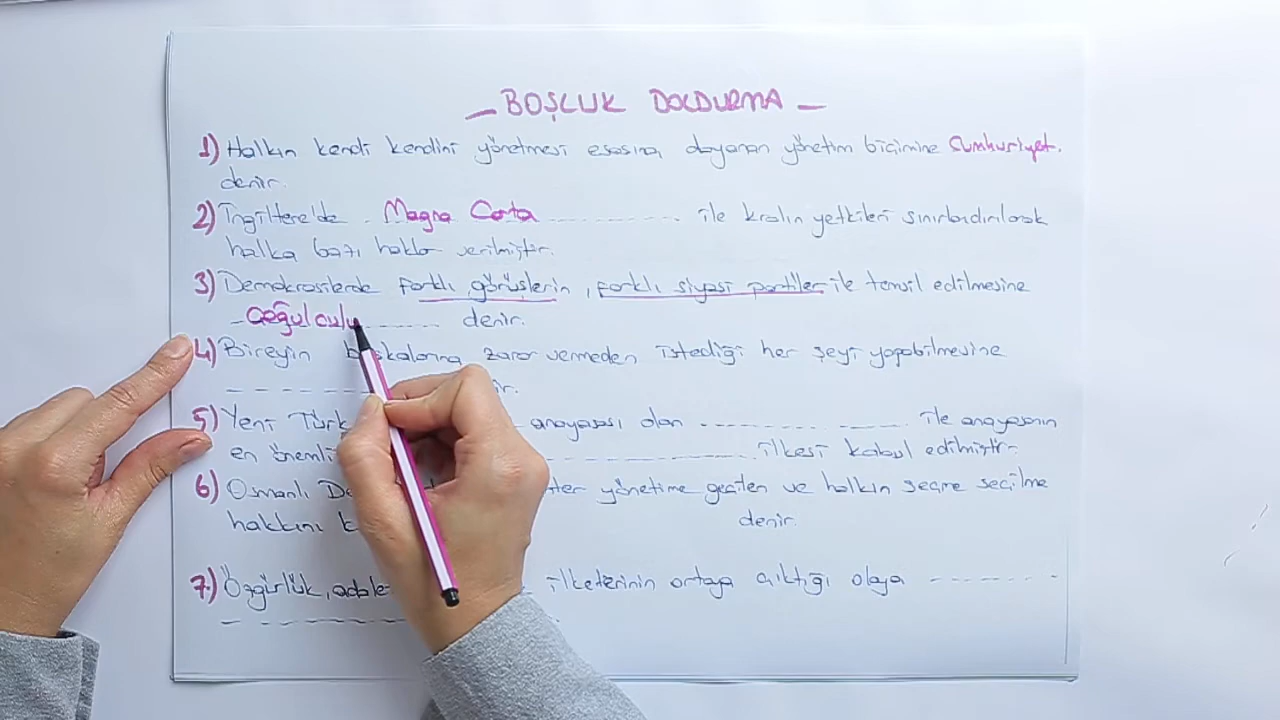 - BOŞLUK DOLDURMA -
1) Halkın kendi kendini yönetmesi esasına dayanan yönetim biçimine Cumhuriyet.
denir.
2) İngiltere'de Magna Carta ile kralın yetkileri sınırlandırılarak
halka bazı haklar verilmiştir.
3) Demokrasilerde farklı görüşlerin, farklı siyasi partiler ile temsil edilmesine
Çoğulculu denir.
4) Bireyin başkalarına zarar vermeden istediği her şeyi yapabilmesine
5) Yeni Türk anayasası olan ile anayasanın
en önemli ilkesi kabul edilmiştir.
6) Osmanlı yönetime geçilen ve halkın seçme seçilme
hakkını denir.
7) Özgürlük, adale ilkelerinin ortaya çıktığı olaya